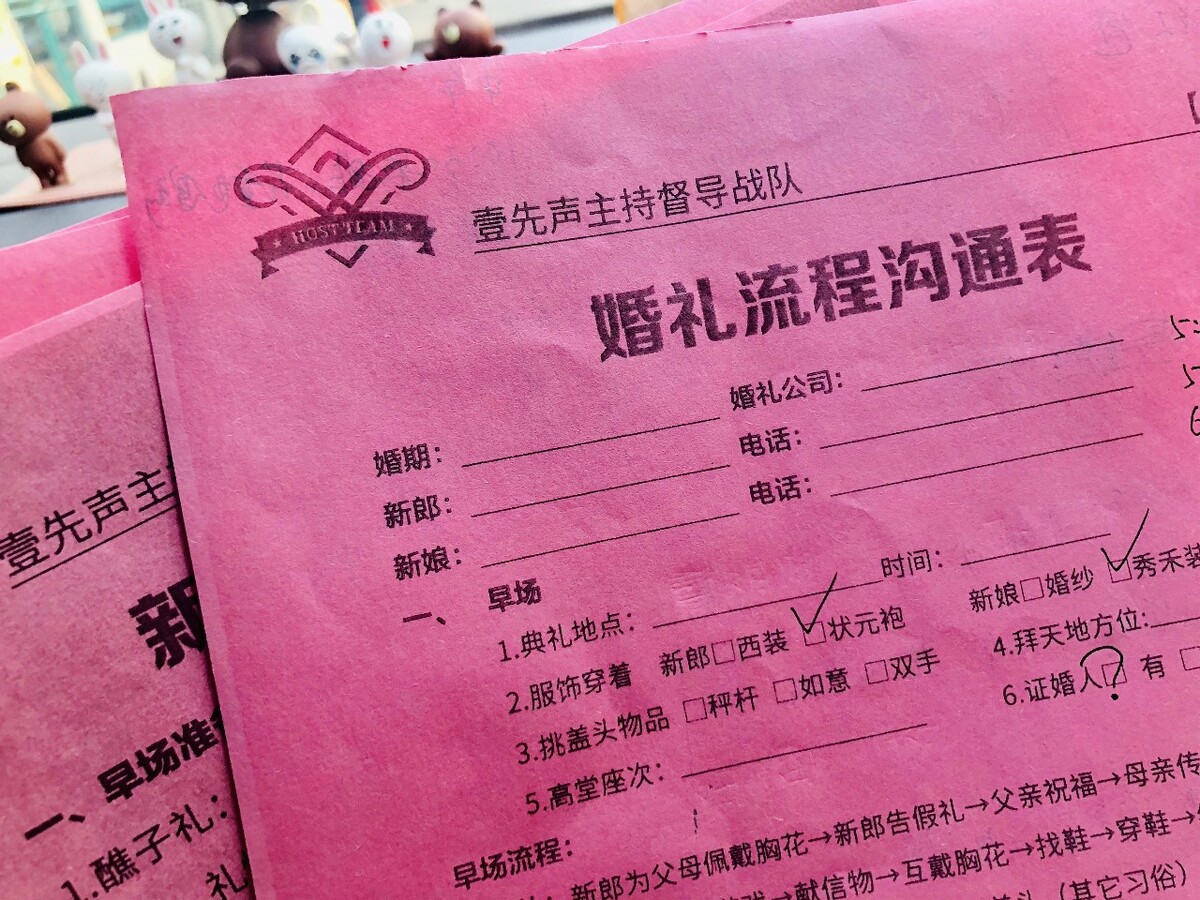 HOST TEAM
壹先声主持督导战队
婚礼流程沟通表
婚期： 婚礼公司：
新郎： 电话：
新娘： 电话：
一、 早场
1.典礼地点： 时间：
2.服饰穿着 新郎□西装 ☑状元袍 新娘□婚纱 ☑秀禾装
3.挑盖头物品 □秤杆 □如意 □双手 4.拜天地方位:
5.高堂座次： 6.证婚人□ ? 有 □
早场流程：
新郎为父母佩戴胸花→新郎告假礼→父亲祝福→母亲传
→献信物→互戴胸花→找鞋→穿鞋→
（其它习俗）
壹先声主
一、 早场准备
1.醮子礼：
礼